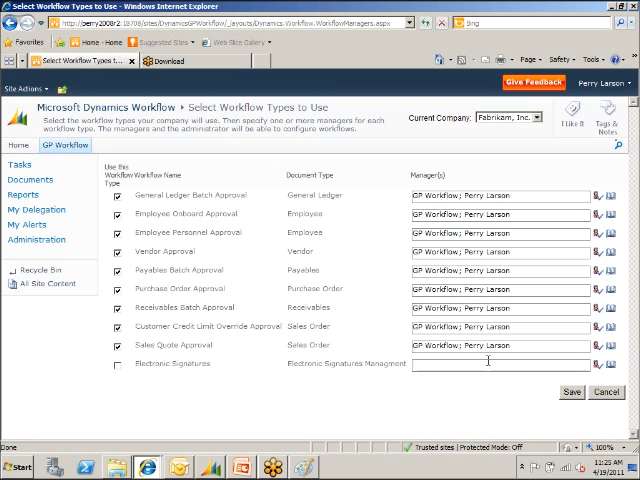 Select Workflow Types to Use - Windows Internet Explorer
http://perry2008r2:18708/sites/DynamicsGPWorkflow/_layouts/Dynamics.Workflow.WorkflowManagers.aspx
Bing
Favorites Home - Home Suggested Sites Web Slice Gallery
Select Workflow Types t... Download Page Safety Tools
Site Actions Give Feedback Perry Larson
Microsoft Dynamics Workflow Select Workflow Types to Use
Select the workflow types your company will use. Then specify one or more managers for each workflow type. The managers and the administrator will be able to configure workflows.
Current Company: Fabrikam, Inc.
I Like It Tags & Notes
Home GP Workflow
Tasks
Documents
Reports
My Delegation
My Alerts
Administration
Recycle Bin
All Site Content
Use this Workflow Type Workflow Name Document Type Manager(s)
General Ledger Batch Approval General Ledger GP Workflow; Perry Larson
Employee Onboard Approval Employee GP Workflow; Perry Larson
Employee Personnel Approval Employee GP Workflow; Perry Larson
Vendor Approval Vendor GP Workflow; Perry Larson
Payables Batch Approval Payables GP Workflow; Perry Larson
Purchase Order Approval Purchase Order GP Workflow; Perry Larson
Receivables Batch Approval Receivables GP Workflow; Perry Larson
Customer Credit Limit Override Approval Sales Order GP Workflow; Perry Larson
Sales Quote Approval Sales Order GP Workflow; Perry Larson
Electronic Signatures Electronic Signatures Managment
Save Cancel
Done Trusted sites | Protected Mode: Off 100%
Start 11:25 AM
4/19/2011